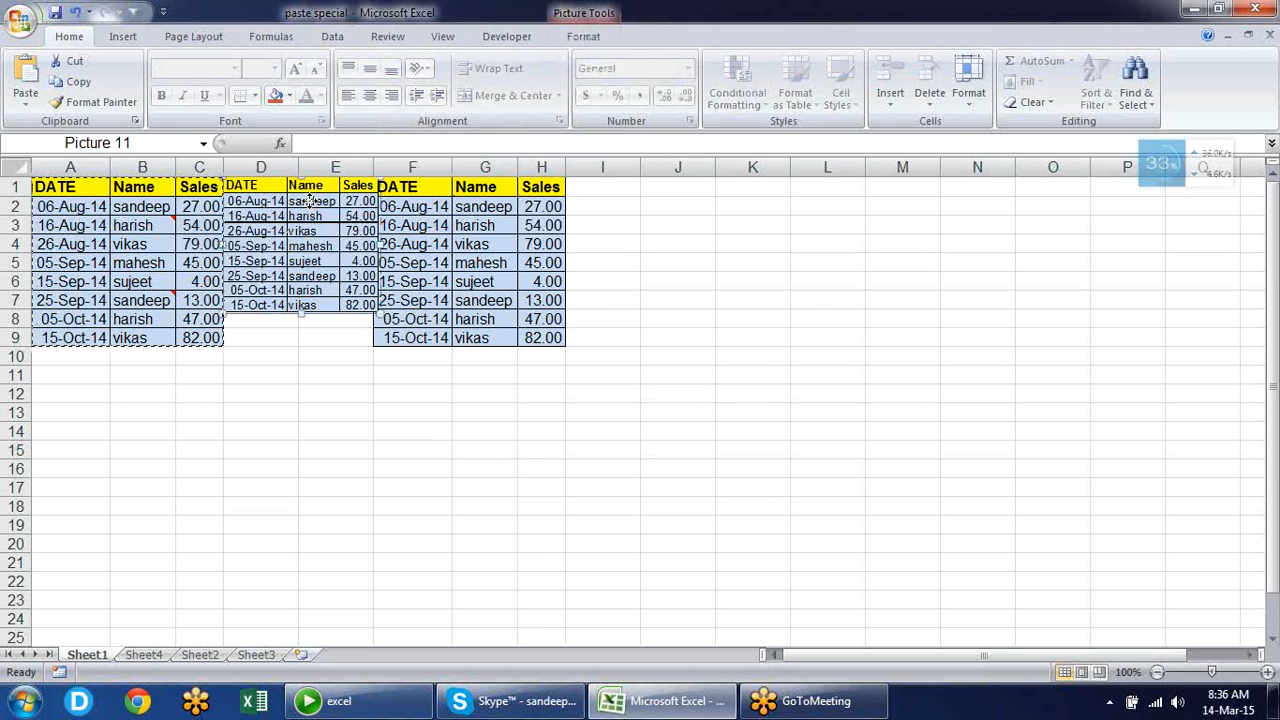 paste special - Microsoft Excel Picture Tools
Home Insert Page Layout Formulas Data Review View Developer Format
Cut
Copy
Format Painter
Paste
Clipboard
Font
Wrap Text
Merge & Center
Alignment
General
Number
Conditional Formatting
Format as Table
Cell Styles
Styles
Insert Delete Format
Cells
AutoSum
Fill
Clear
Sort & Filter
Find & Select
Editing
Picture 11 fx
33%
36.0K/s
4.6K/s
A B C D E F G H I J K L M N O P Q
1 DATE Name Sales DATE Name Sales DATE Name Sales
2 06-Aug-14 sandeep 27.00 06-Aug-14 sandeep 27.00 06-Aug-14 sandeep 27.00
3 16-Aug-14 harish 54.00 16-Aug-14 harish 54.00 16-Aug-14 harish 54.00
4 26-Aug-14 vikas 79.00 26-Aug-14 vikas 79.00 26-Aug-14 vikas 79.00
5 05-Sep-14 mahesh 45.00 05-Sep-14 mahesh 45.00 05-Sep-14 mahesh 45.00
6 15-Sep-14 sujeet 4.00 15-Sep-14 sujeet 4.00 15-Sep-14 sujeet 4.00
7 25-Sep-14 sandeep 13.00 25-Sep-14 sandeep 13.00 25-Sep-14 sandeep 13.00
8 05-Oct-14 harish 47.00 05-Oct-14 harish 47.00 05-Oct-14 harish 47.00
9 15-Oct-14 vikas 82.00 15-Oct-14 vikas 82.00 15-Oct-14 vikas 82.00
10
11
12
13
14
15
16
17
18
19
20
21
22
23
24
25
Sheet1 Sheet4 Sheet2 Sheet3
Ready 100%
excel Skype™ - sandeep... Microsoft Excel - ... GoToMeeting 8:36 AM
14-Mar-15